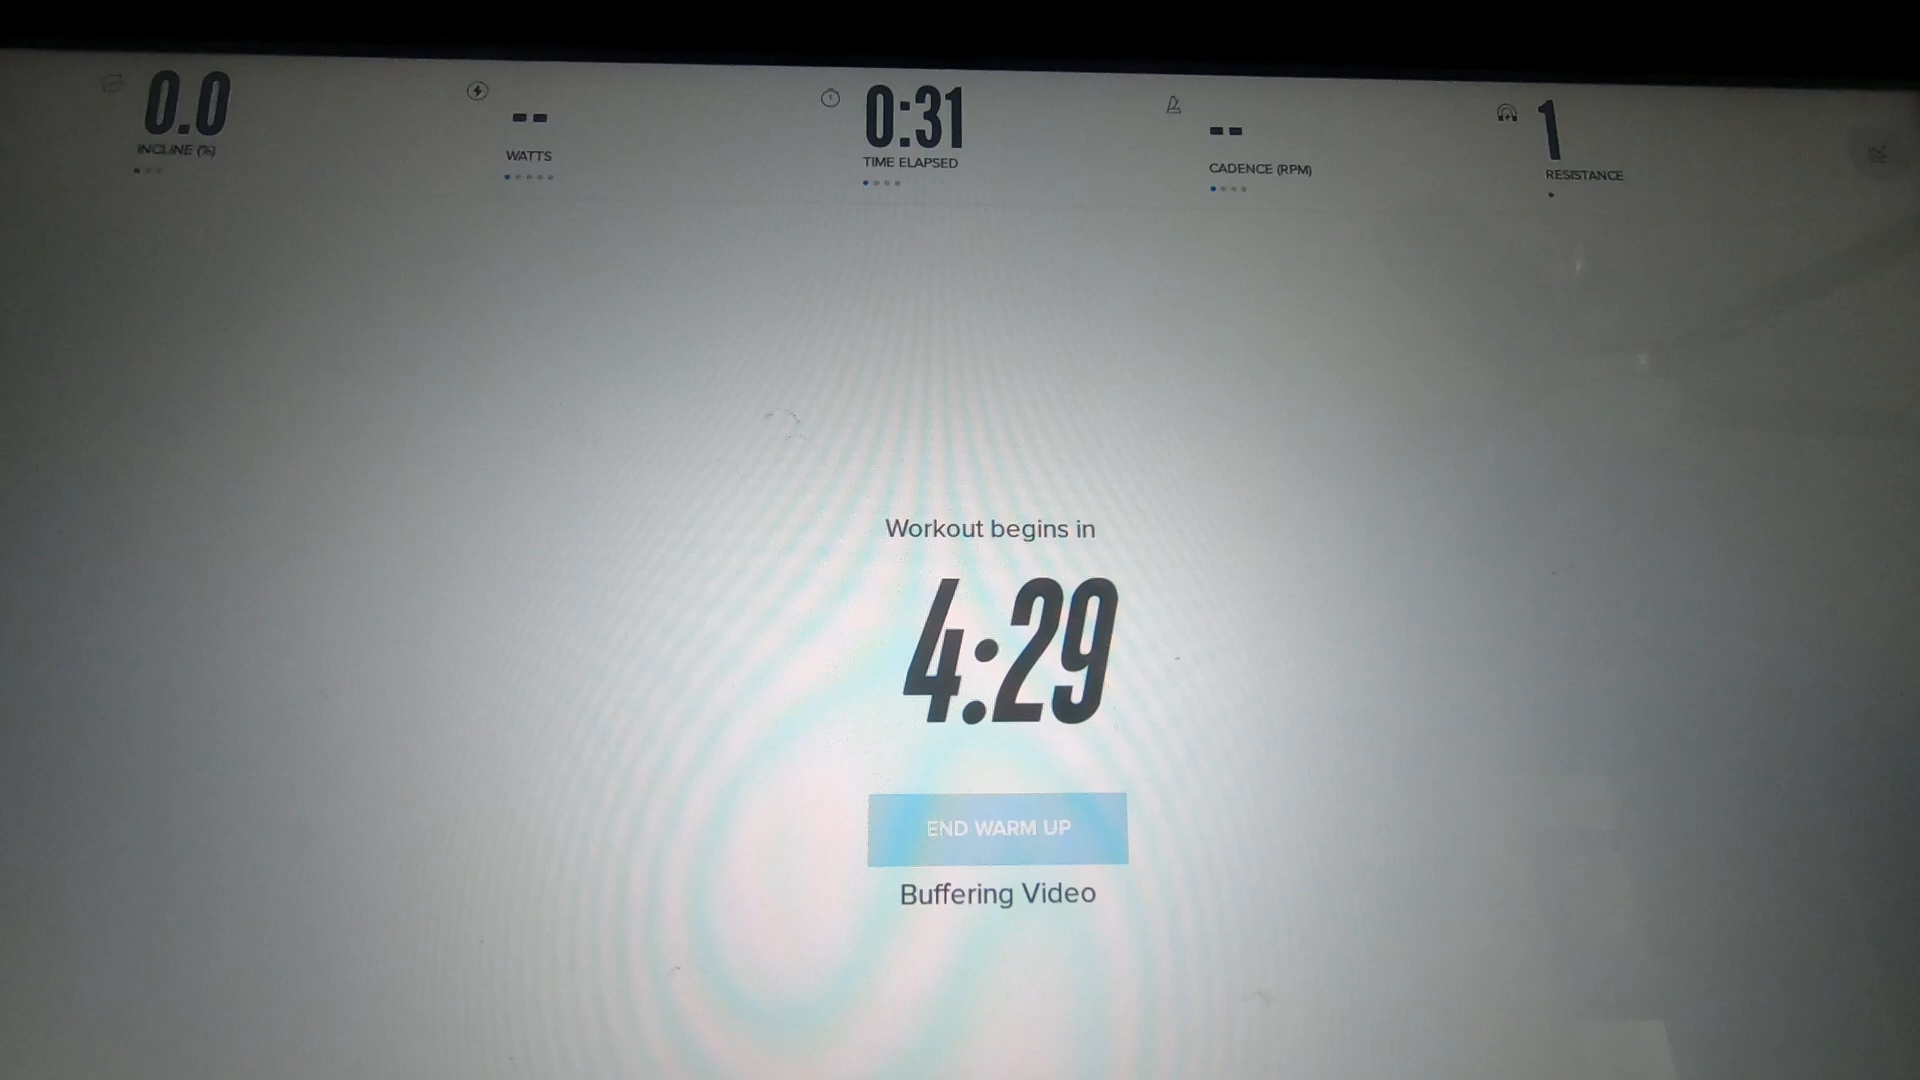 0.0
INCLINE (%)
--
WATTS
0:31
TIME ELAPSED
--
CADENCE (RPM)
1
RESISTANCE
Workout begins in
4:29
END WARM UP
Buffering Video